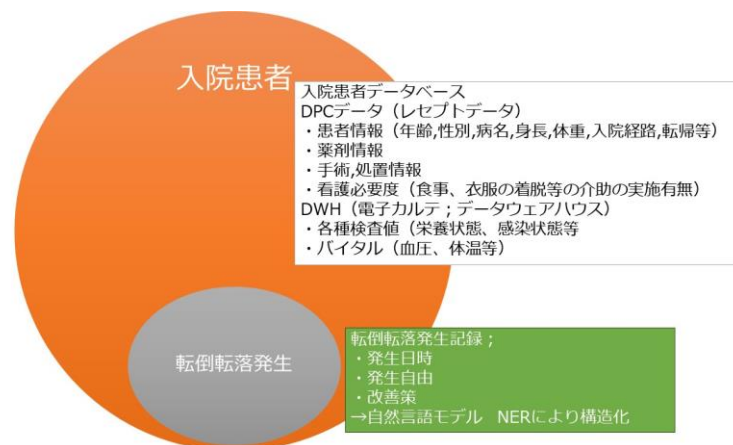 入院患者
入院患者データベース
DPCデータ（レセプトデータ）
・患者情報（年齢,性別,病名,身長,体重,入院経路,転帰等）
・薬剤情報
・手術,処置情報
・看護必要度（食事、衣服の着脱等の介助の実施有無）
DWH（電子カルテ；データウェアハウス）
・各種検査値（栄養状態、感染状態等
・バイタル（血圧、体温等）
転倒転落発生
転倒転落発生記録；
・発生日時
・発生自由
・改善策
→自然言語モデル　NERにより構造化